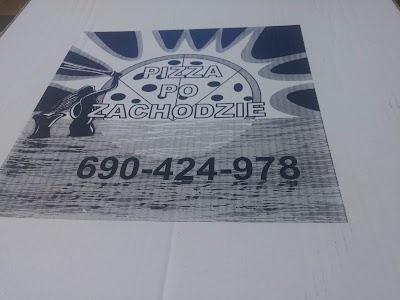 PIZZA
PO
ZACHODZIE
690-424-978